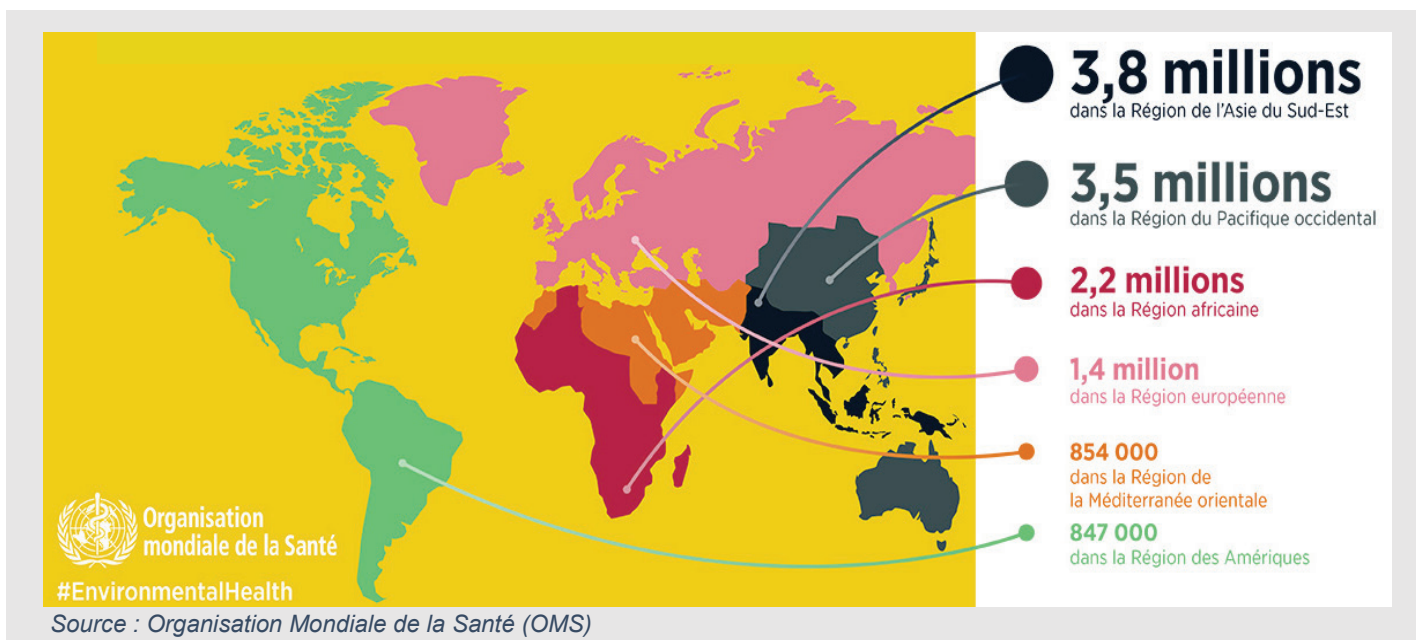 3,8 millions
dans la Région de l'Asie du Sud-Est
3,5 millions
dans la Région du Pacifique occidental
2,2 millions
dans la Région africaine
1,4 million
dans la Région européenne
854 000
dans la Région de
la Méditerranée orientale
847 000
dans la Région des Amériques
Organisation
mondiale de la Santé
#EnvironmentalHealth
Source : Organisation Mondiale de la Santé (OMS)